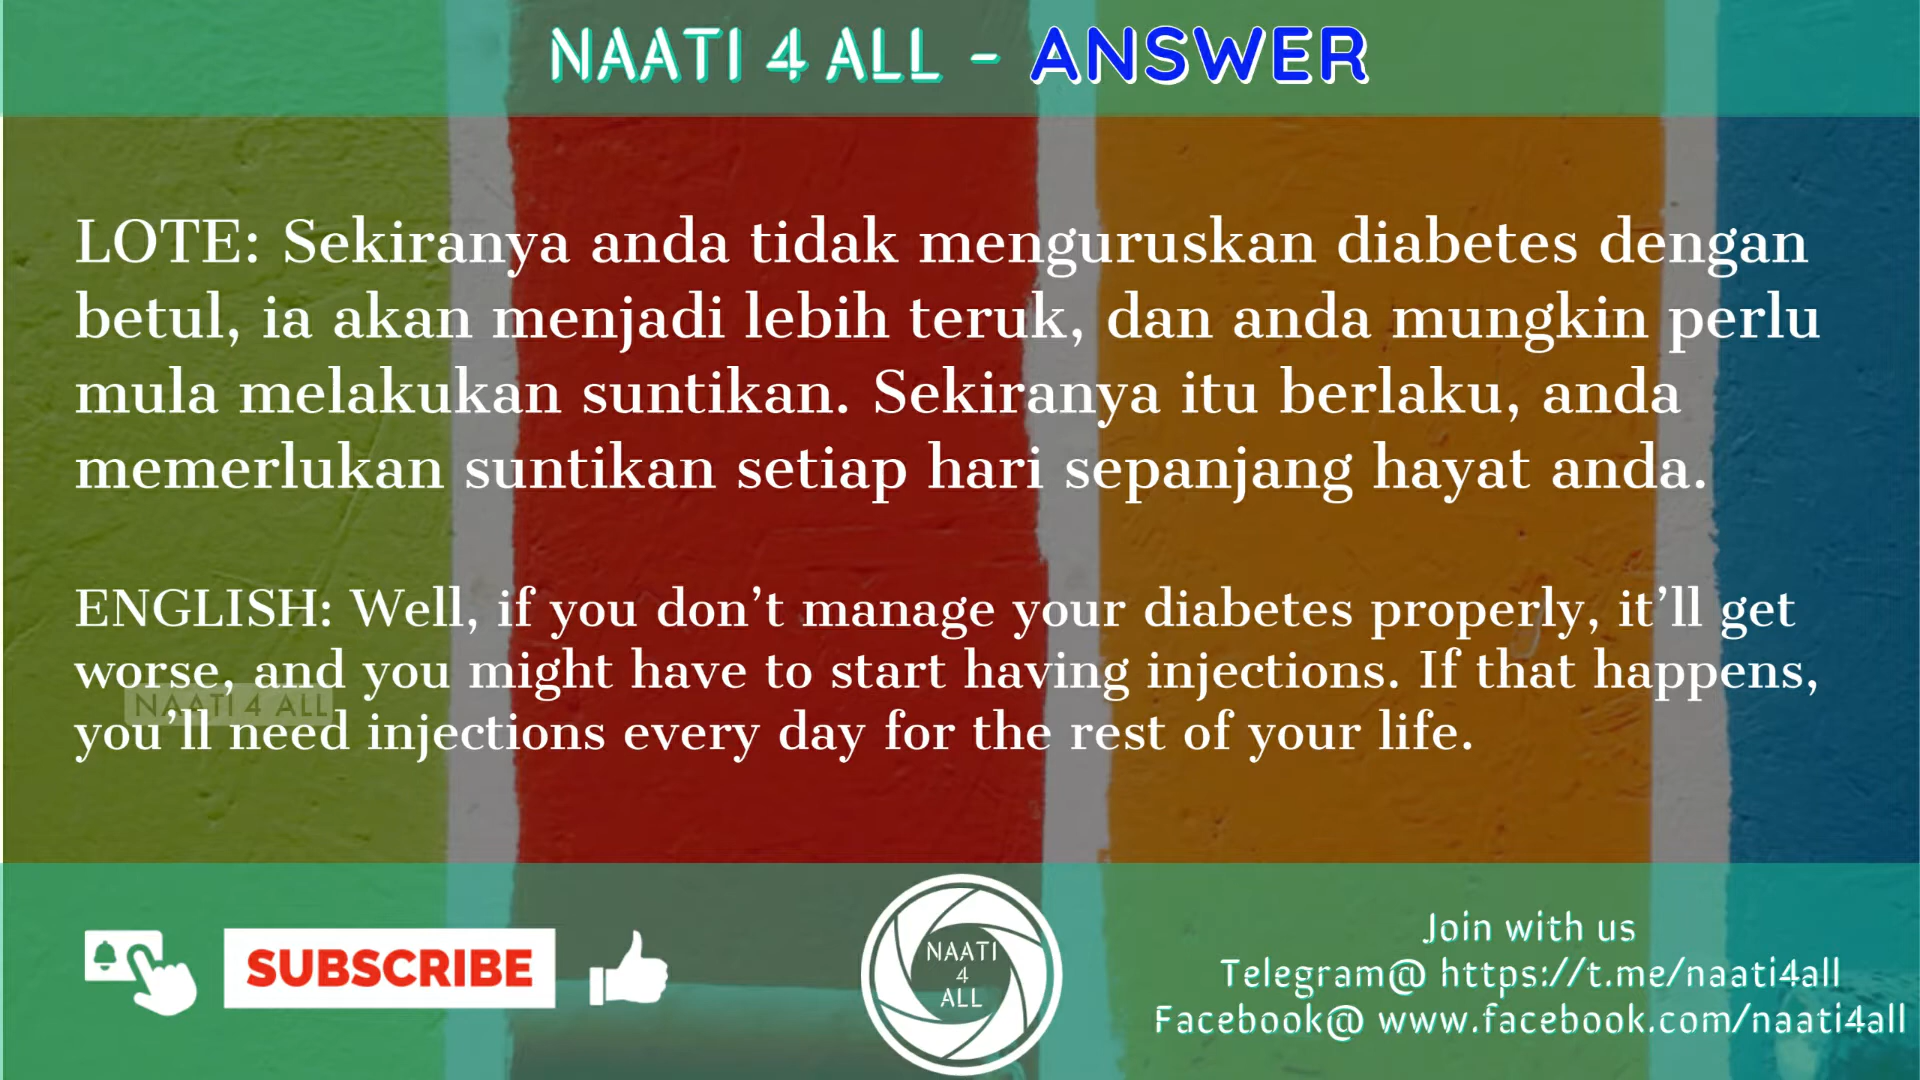 NAATI 4 ALL - ANSWER
LOTE: Sekiranya anda tidak menguruskan diabetes dengan
betul, ia akan menjadi lebih teruk, dan anda mungkin perlu
mula melakukan suntikan. Sekiranya itu berlaku, anda
memerlukan suntikan setiap hari sepanjang hayat anda.
ENGLISH: Well, if you don’t manage your diabetes properly, it’ll get
worse, and you might have to start having injections. If that happens,
you’ll need injections every day for the rest of your life.
NAATI 4 ALL
SUBSCRIBE
NAATI
4
ALL
Join with us
Telegram@ https://t.me/naati4all
Facebook@ www.facebook.com/naati4all